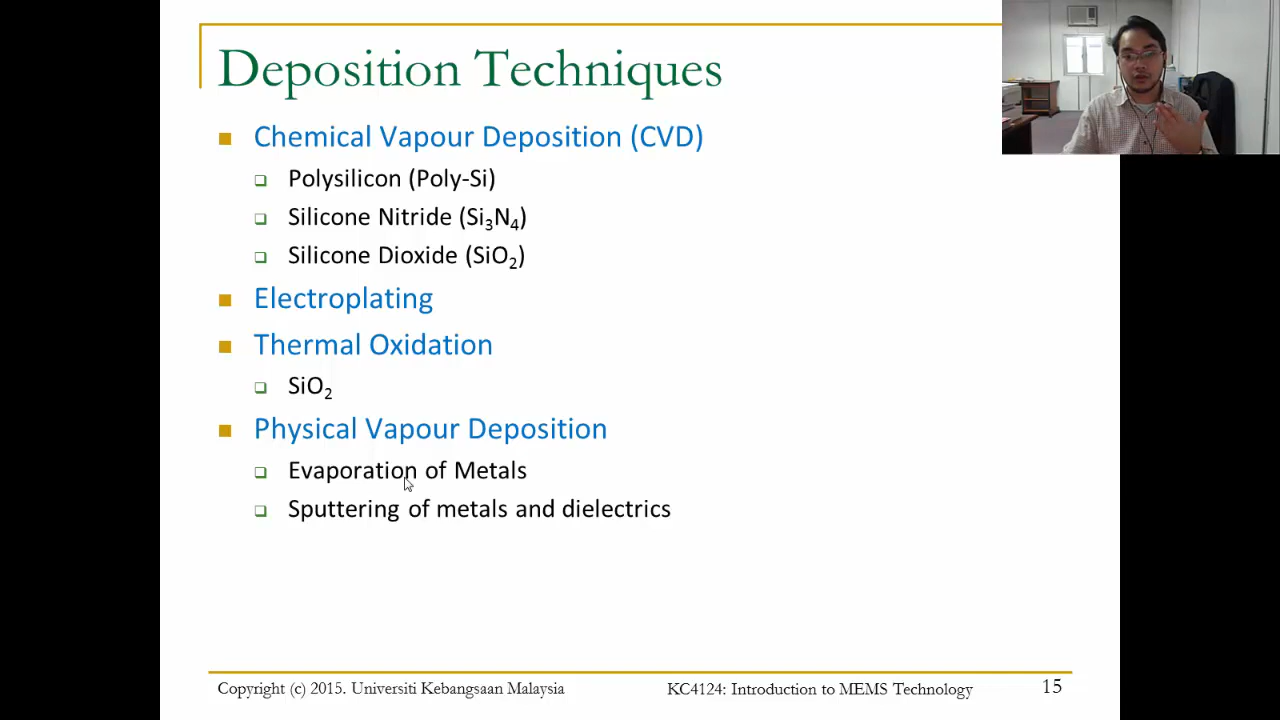 Deposition Techniques
Chemical Vapour Deposition (CVD)
Polysilicon (Poly-Si)
Silicone Nitride (Si₃N₄)
Silicone Dioxide (SiO₂)
Electroplating
Thermal Oxidation
SiO₂
Physical Vapour Deposition
Evaporation of Metals
Sputtering of metals and dielectrics
Copyright (c) 2015. Universiti Kebangsaan Malaysia
KC4124: Introduction to MEMS Technology
15